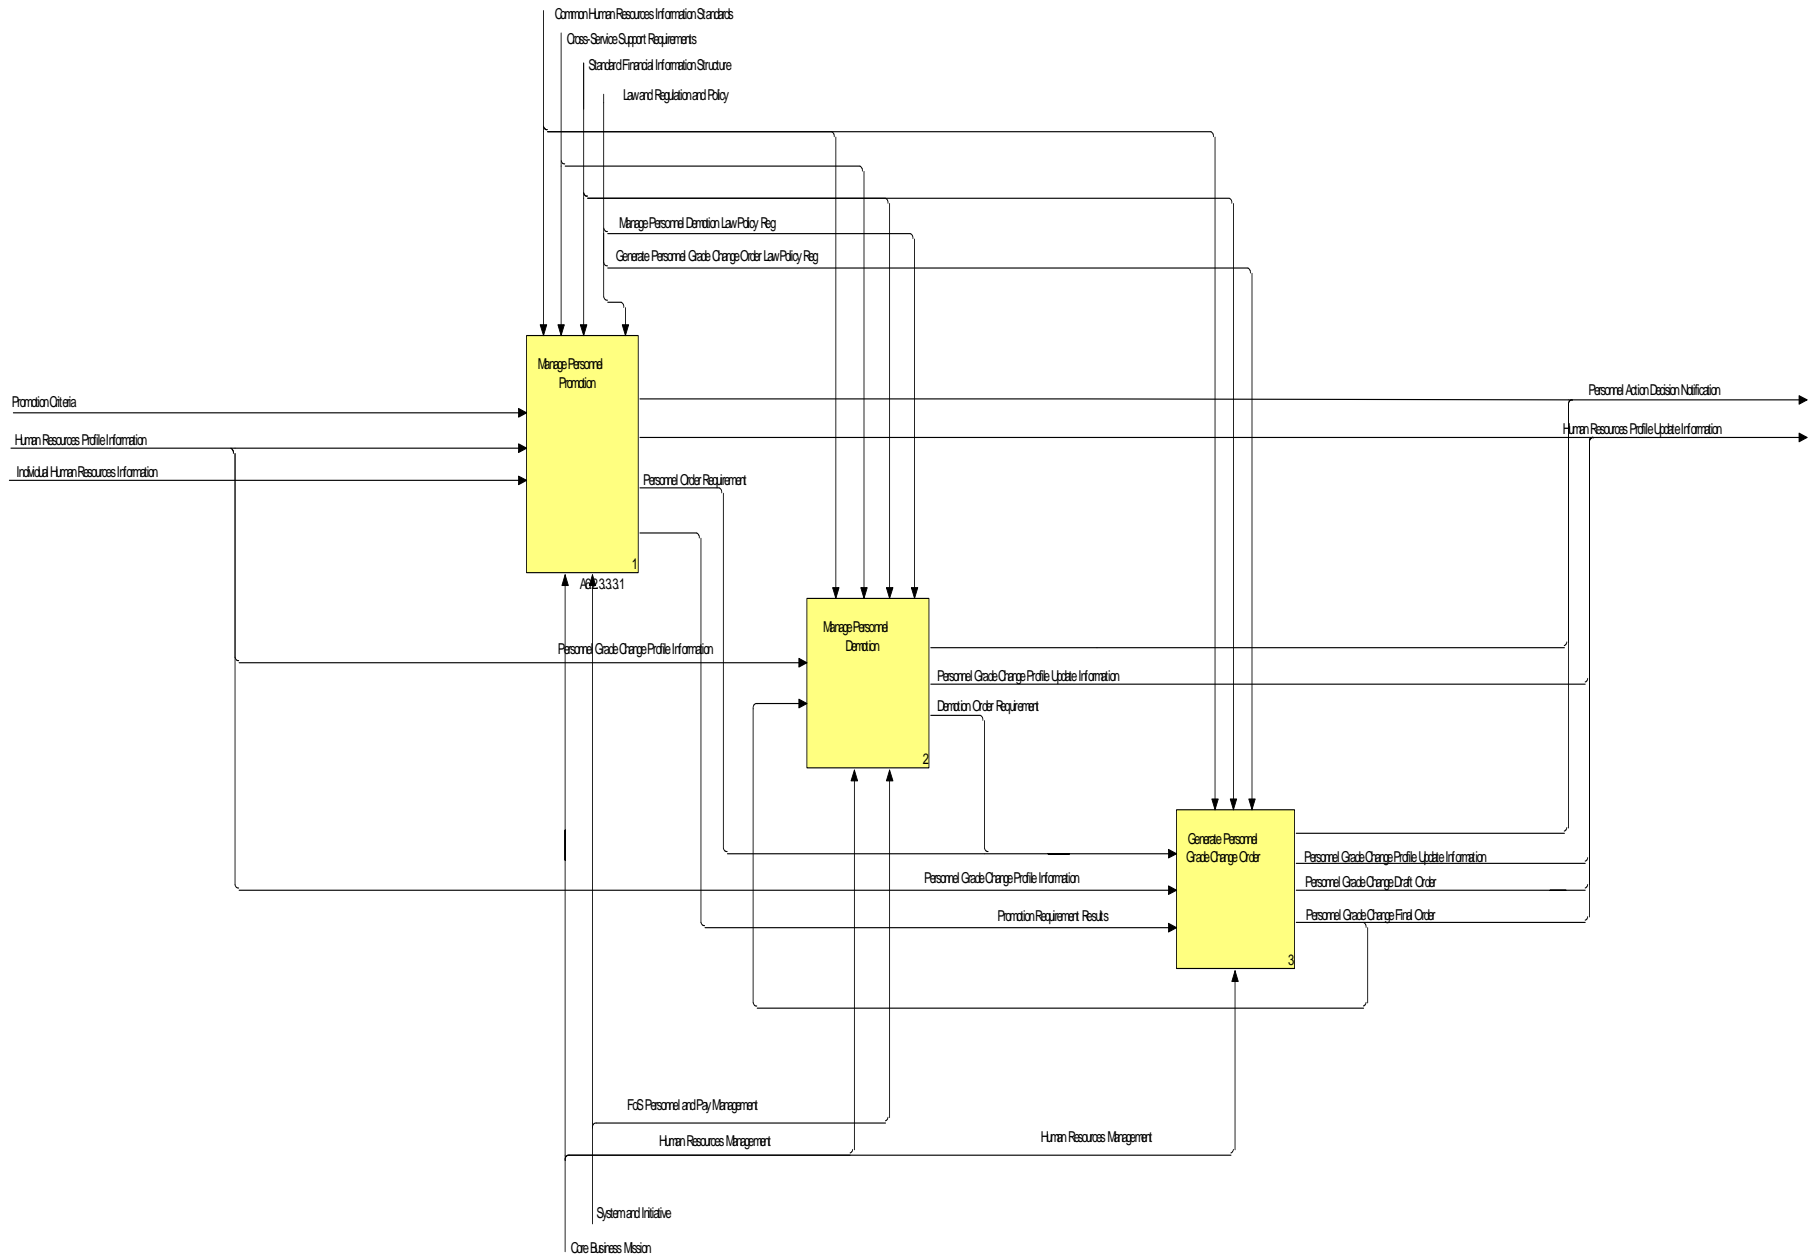 Common Human Resources Information Standards
Cross-Service Support Requirements
Standard Financial Information Structure
Law and Regulation and Policy
Manage Personnel Demotion Law Policy Reg
Generate Personnel Grade Change Order Law Policy Reg
Manage Personnel
Promotion
1
Promotion Criteria
Human Resources Profile Information
Individual Human Resources Information
Personnel Action Decision Notification
Human Resources Profile Update Information
Personnel Order Requirement
A6.2.3.3.3.1
Manage Personnel
Demotion
2
Personnel Grade Change Profile Information
Personnel Grade Change Profile Update Information
Demotion Order Requirement
Generate Personnel
Grade Change Order
3
Personnel Grade Change Profile Update Information
Personnel Grade Change Draft Order
Personnel Grade Change Final Order
Personnel Grade Change Profile Information
Promotion Requirement Results
FoS Personnel and Pay Management
Human Resources Management
Human Resources Management
System and Initiative
Core Business Mission